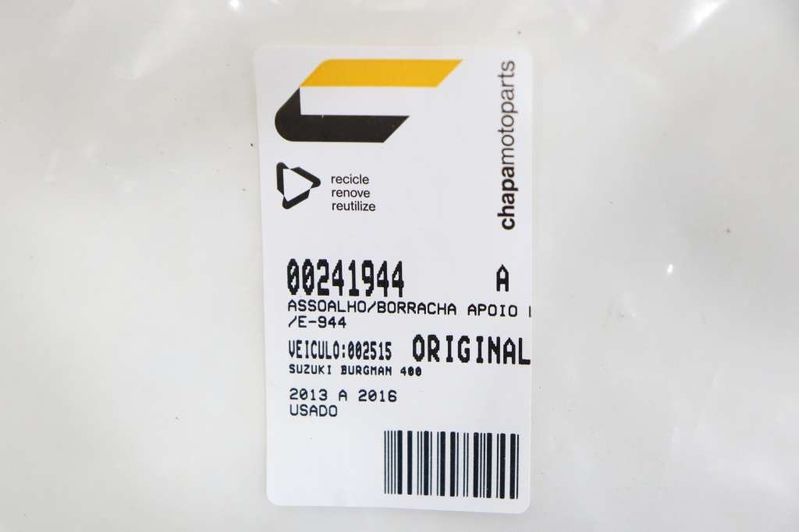 chapamotoparts
recicle
renove
reutilize
00241944 A
ASSOALHO/BORRACHA APOIO
/E-944
VEICULO:002515 ORIGINAL
SUZUKI BURGMAN 400
2013 A 2016
USADO